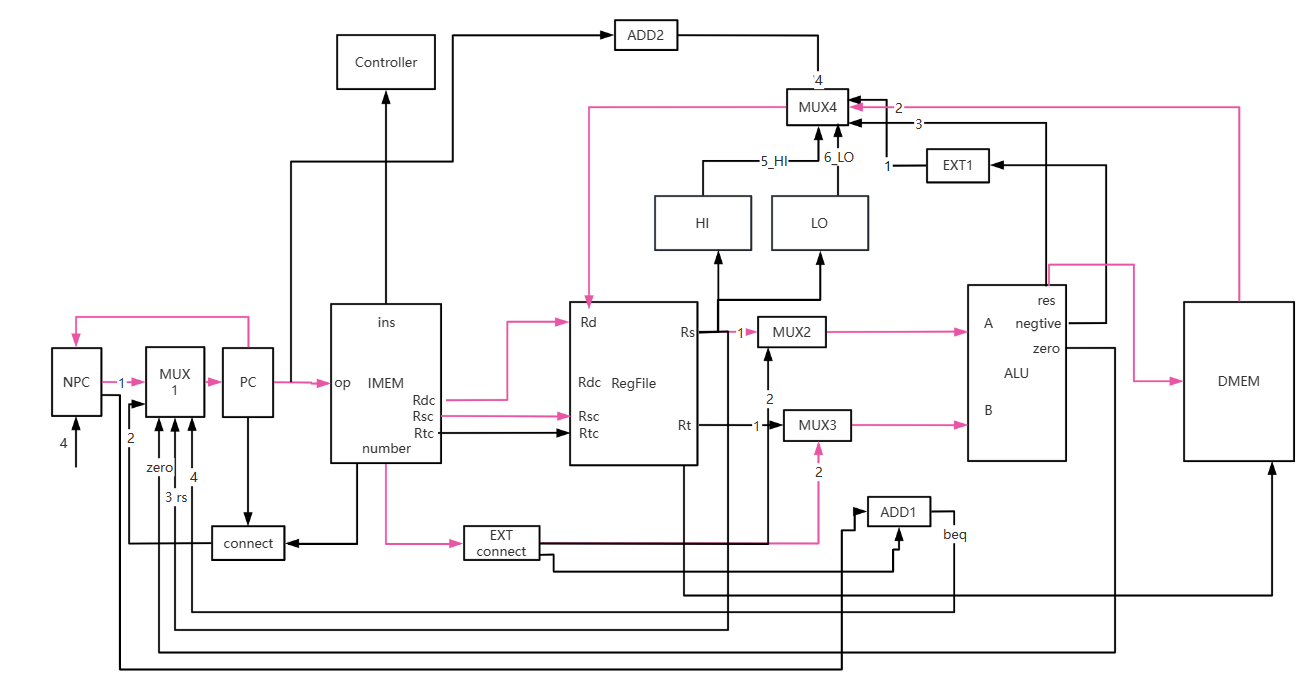 ADD2
Controller
4
MUX4
2
3
5_HI
6_LO
1
EXT1
HI
LO
ins
Rd
Rs
1
MUX2
A
res
negtive
zero
NPC
1
MUX
1
PC
op
IMEM
Rdc
RegFile
ALU
DMEM
Rdc
Rsc
Rtc
Rsc
Rtc
Rt
1
2
MUX3
B
4
2
number
zero
4
3 rs
2
connect
EXT
connect
ADD1
beq